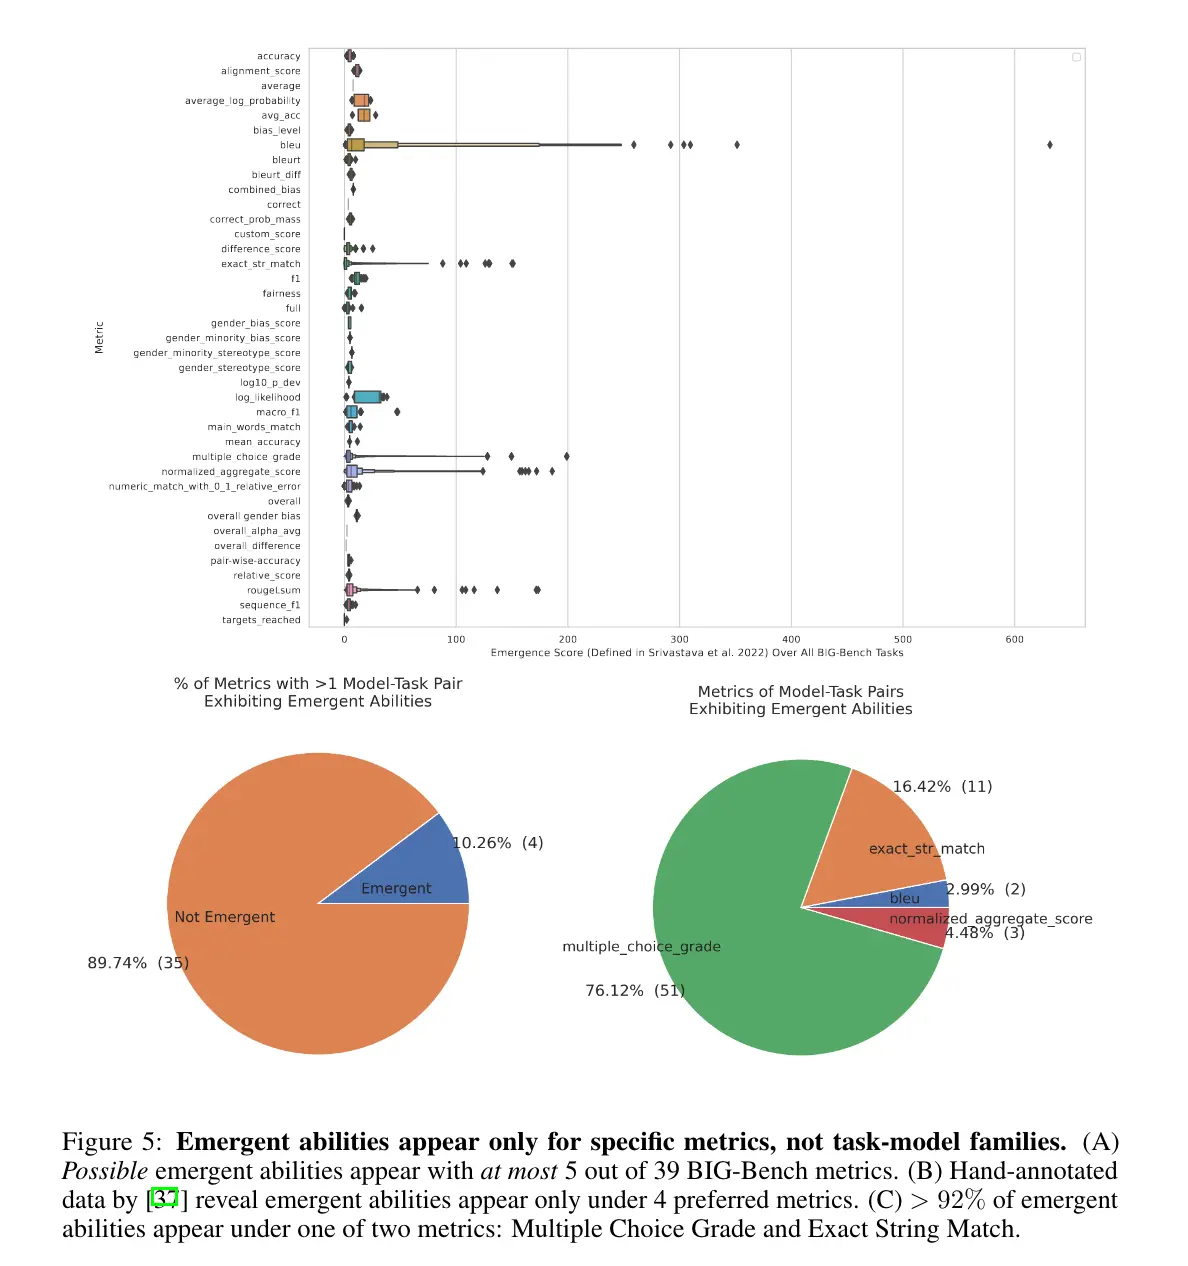 accuracy
alignment_score
average
average_log_probability
avg_acc
bias_level
bleu
bleurt
bleurt_diff
combined_bias
correct
correct_prob_mass
custom_score
difference_score
exact_str_match
f1
fairness
full
gender_bias_score
gender_minority_bias_score
gender_minority_stereotype_score
gender_stereotype_score
log10_p_dev
log_likelihood
macro_f1
main_words_match
mean_accuracy
multiple_choice_grade
normalized_aggregate_score
numeric_match_with_0_1_relative_error
overall
overall gender bias
overall_alpha_avg
overall_difference
pair-wise-accuracy
relative_score
rougeLsum
sequence_f1
targets_reached
Metric
0 100 200 300 400 500 600
Emergence Score (Defined in Srivastava et al. 2022) Over All BIG-Bench Tasks
% of Metrics with >1 Model-Task Pair
Exhibiting Emergent Abilities
10.26% (4)
Emergent
Not Emergent
89.74% (35)
Metrics of Model-Task Pairs
Exhibiting Emergent Abilities
16.42% (11)
exact_str_match
2.99% (2)
bleu
normalized_aggregate_score
4.48% (3)
multiple_choice_grade
76.12% (51)
Figure 5: Emergent abilities appear only for specific metrics, not task-model families. (A)
Possible emergent abilities appear with at most 5 out of 39 BIG-Bench metrics. (B) Hand-annotated
data by [37] reveal emergent abilities appear only under 4 preferred metrics. (C) > 92% of emergent
abilities appear under one of two metrics: Multiple Choice Grade and Exact String Match.